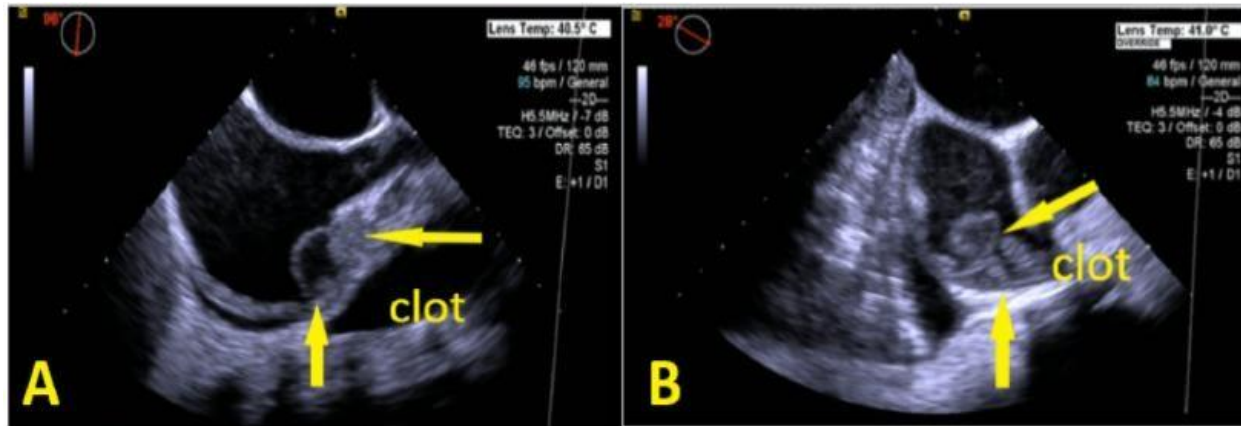 96°
Lens Temp: 40.5° C
46 fps / 120 mm
95 bpm / General
—2D—
H5.5MHz / -7 dB
TEQ: 3 / Offset: 0 dB
DR: 65 dB
S1
E: +1 / D1
clot
A
28°
Lens Temp: 41.0° C
OVERRIDE
46 fps / 120 mm
84 bpm / General
—2D—
H5.5MHz / -4 dB
TEQ: 3 / Offset: 0 dB
DR: 65 dB
S1
E: +1 / D1
clot
B